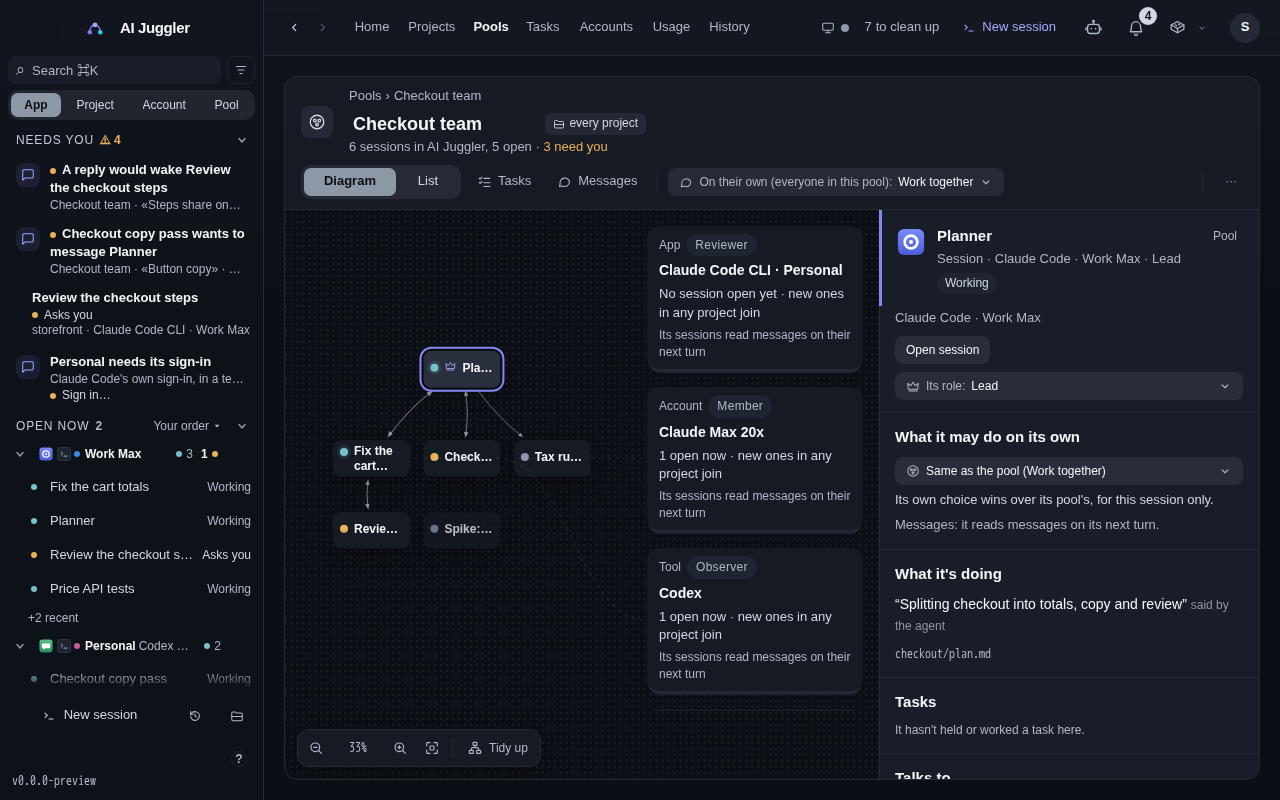 AI Juggler
Search ⌘K
App Project Account Pool
NEEDS YOU 4
A reply would wake Review the checkout steps
Checkout team · «Steps share on…
Checkout copy pass wants to message Planner
Checkout team · «Button copy» · …
Review the checkout steps
Asks you
storefront · Claude Code CLI · Work Max
Personal needs its sign-in
Claude Code's own sign-in, in a te…
Sign in…
OPEN NOW 2 Your order
Work Max 3 1
Fix the cart totals Working
Planner Working
Review the checkout s… Asks you
Price API tests Working
+2 recent
Personal Codex … 2
Checkout copy pass Working
New session
?
v0.0.0-preview
Home Projects Pools Tasks Accounts Usage History
7 to clean up
New session
4
S
Pools › Checkout team
Checkout team
every project
6 sessions in AI Juggler, 5 open · 3 need you
Diagram List Tasks Messages
On their own (everyone in this pool): Work together
…
Pla…
Fix the cart…
Check…
Tax ru…
Revie…
Spike:…
App Reviewer
Claude Code CLI · Personal
No session open yet · new ones in any project join
Its sessions read messages on their next turn
Account Member
Claude Max 20x
1 open now · new ones in any project join
Its sessions read messages on their next turn
Tool Observer
Codex
1 open now · new ones in any project join
Its sessions read messages on their next turn
33%
Tidy up
Planner
Pool
Session · Claude Code · Work Max · Lead
Working
Claude Code · Work Max
Open session
Its role: Lead
What it may do on its own
Same as the pool (Work together)
Its own choice wins over its pool's, for this session only.
Messages: it reads messages on its next turn.
What it's doing
“Splitting checkout into totals, copy and review” said by the agent
checkout/plan.md
Tasks
It hasn't held or worked a task here.
Talks to